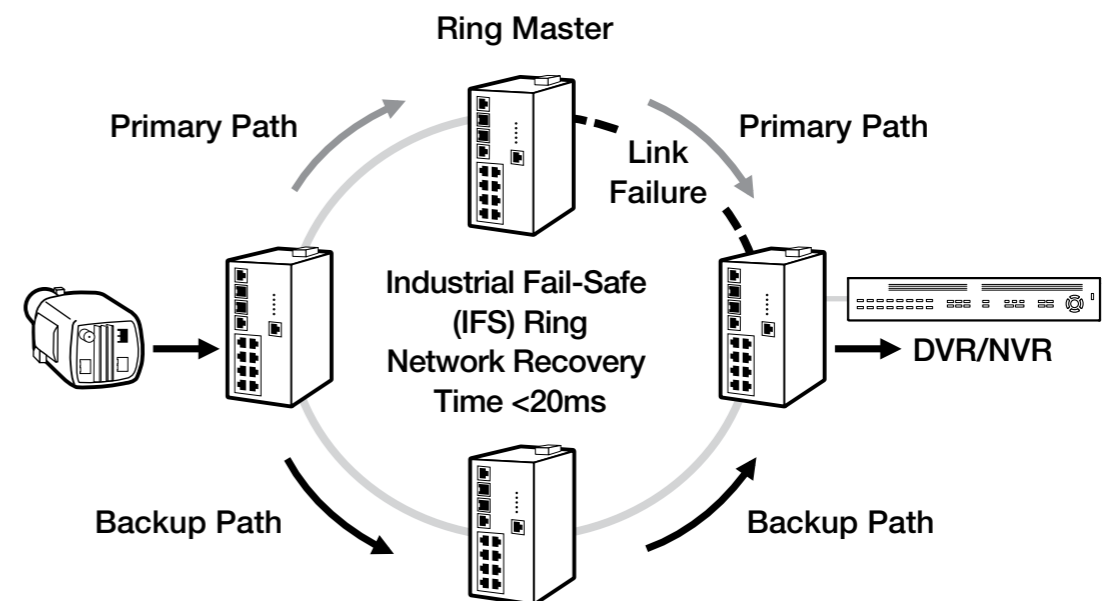 Ring Master
Primary Path
Primary Path
Link
Failure
Industrial Fail-Safe
(IFS) Ring
Network Recovery
Time <20ms
DVR/NVR
Backup Path
Backup Path